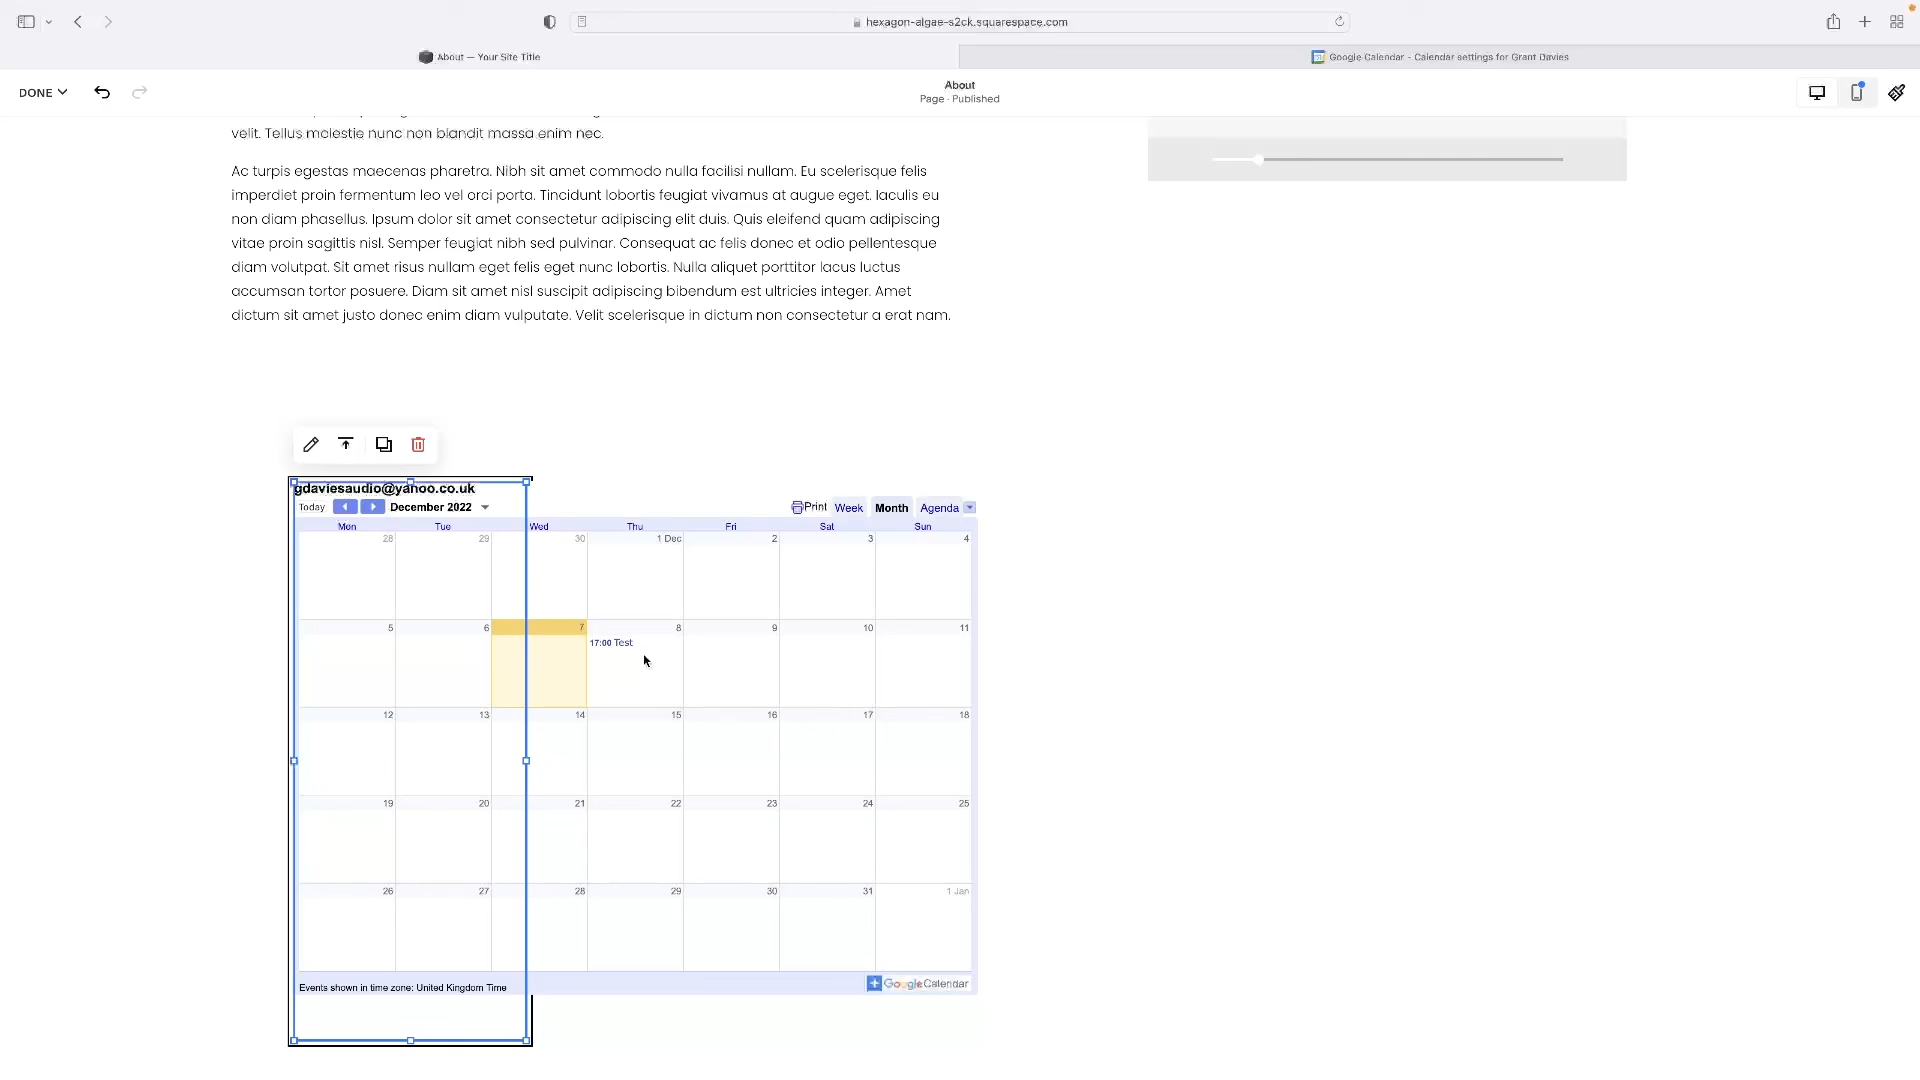 hexagon-algae-s2ck.squarespace.com
About — Your Site Title
Google Calendar - Calendar settings for Grant Davies
DONE
About
Page · Published
velit. Tellus molestie nunc non blandit massa enim nec.
Ac turpis egestas maecenas pharetra. Nibh sit amet commodo nulla facilisi nullam. Eu scelerisque felis
imperdiet proin fermentum leo vel orci porta. Tincidunt lobortis feugiat vivamus at augue eget. Iaculis eu
non diam phasellus. Ipsum dolor sit amet consectetur adipiscing elit duis. Quis eleifend quam adipiscing
vitae proin sagittis nisl. Semper feugiat nibh sed pulvinar. Consequat ac felis donec et odio pellentesque
diam volutpat. Sit amet risus nullam eget felis eget nunc lobortis. Nulla aliquet porttitor lacus luctus
accumsan tortor posuere. Diam sit amet nisl suscipit adipiscing bibendum est ultricies integer. Amet
dictum sit amet justo donec enim diam vulputate. Velit scelerisque in dictum non consectetur a erat nam.
gdaviesaudio@yahoo.co.uk
Today December 2022 Print Week Month Agenda
Mon Tue Wed Thu Fri Sat Sun
28 29 30 1 Dec 2 3 4
5 6 7 8 9 10 11
17:00 Test
12 13 14 15 16 17 18
19 20 21 22 23 24 25
26 27 28 29 30 31 1 Jan
Events shown in time zone: United Kingdom Time
Google Calendar